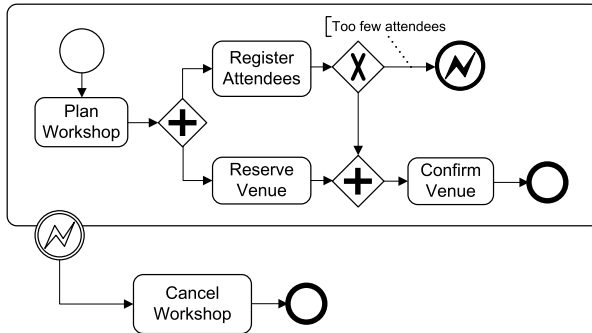 Too few attendees
Register
Attendees
Plan
Workshop
Reserve
Venue
Confirm
Venue
Cancel
Workshop